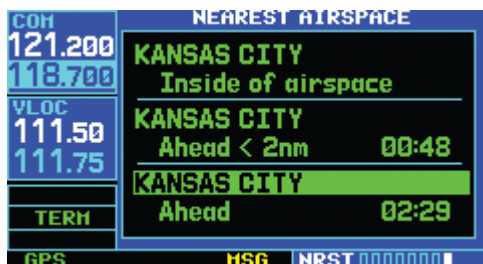 COM
121.200
118.700
VLOC
111.50
111.75
TERM
GPS
NEAREST AIRSPACE
KANSAS CITY
Inside of airspace
KANSAS CITY
Ahead < 2nm 00:48
KANSAS CITY
Ahead 02:29
MSG
NRST